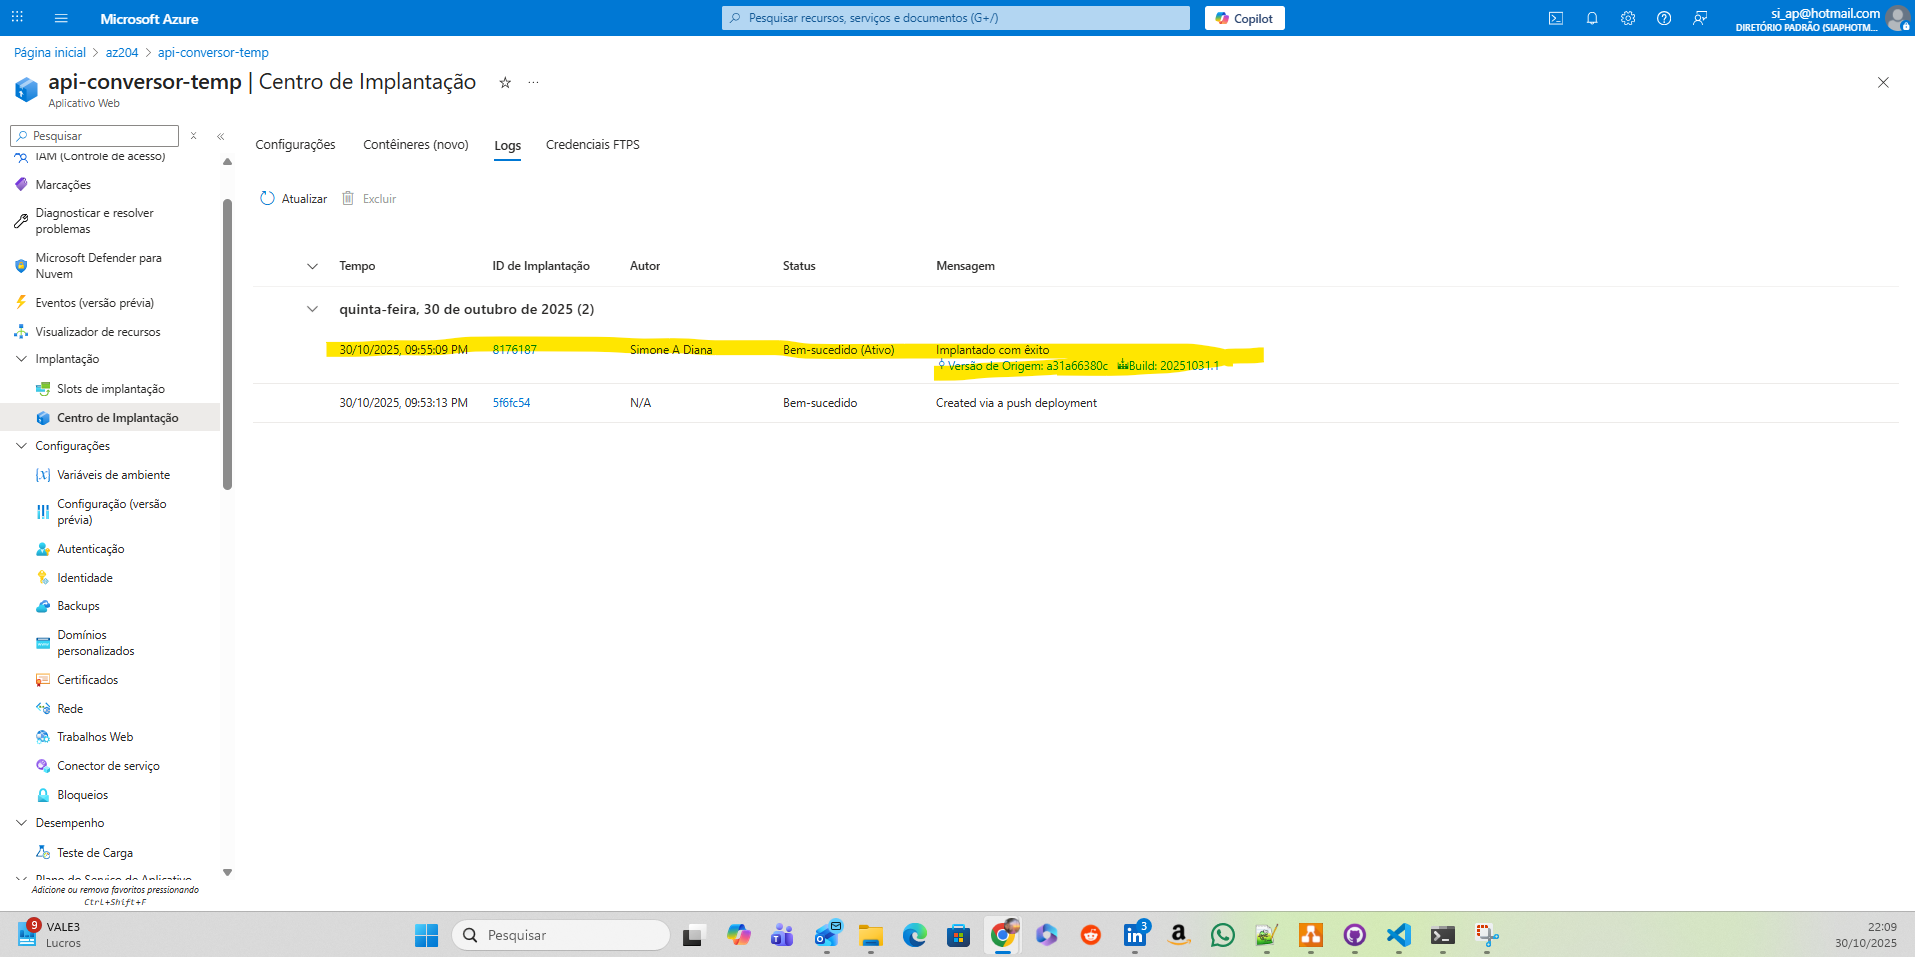 Microsoft Azure
Pesquisar recursos, serviços e documentos (G+/)
Copilot
si_ap@hotmail.com
DIRETÓRIO PADRÃO (SIAPHOTM...
Página inicial > az204 > api-conversor-temp
api-conversor-temp | Centro de Implantação
Aplicativo Web
Pesquisar
IAM (Controle de acesso)
Marcações
Diagnosticar e resolver
problemas
Microsoft Defender para
Nuvem
Eventos (versão prévia)
Visualizador de recursos
Implantação
Slots de implantação
Centro de Implantação
Configurações
Variáveis de ambiente
Configuração (versão
prévia)
Autenticação
Identidade
Backups
Domínios
personalizados
Certificados
Rede
Trabalhos Web
Conector de serviço
Bloqueios
Desempenho
Teste de Carga
Plano do Serviço de Aplicativo
Adicione ou remova favoritos pressionando
Ctrl+Shift+F
Configurações Contêineres (novo) Logs Credenciais FTPS
Atualizar Excluir
Tempo ID de Implantação Autor Status Mensagem
quinta-feira, 30 de outubro de 2025 (2)
30/10/2025, 09:55:09 PM 8176187 Simone A Diana Bem-sucedido (Ativo) Implantado com êxito
Versão de Origem: a31a66380c Build: 20251031.1
30/10/2025, 09:53:13 PM 5f6fc54 N/A Bem-sucedido Created via a push deployment
9
VALE3
Lucros
Pesquisar
3
22:09
30/10/2025